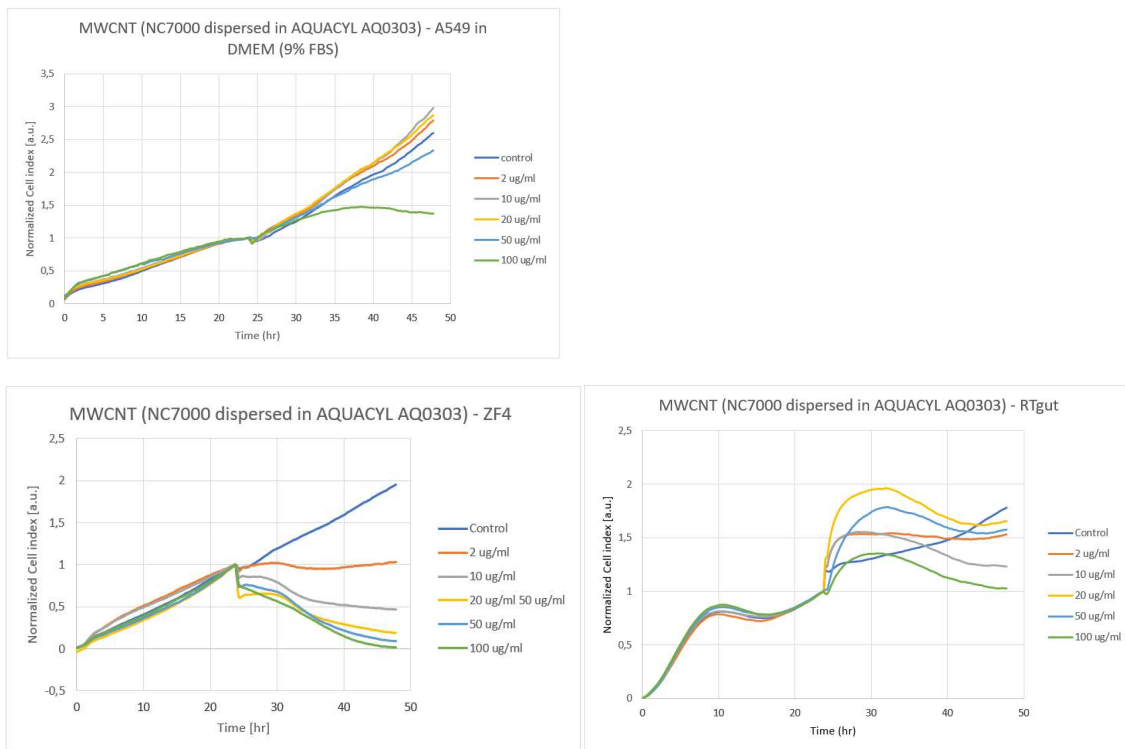 MWCNT (NC7000 dispersed in AQUACYL AQ0303) - A549 in
DMEM (9% FBS)
Normalized Cell index [a.u.]
3,5
3
2,5
2
1,5
1
0,5
0
0 5 10 15 20 25 30 35 40 45 50
Time (hr)
control
2 ug/ml
10 ug/ml
20 ug/ml
50 ug/ml
100 ug/ml
MWCNT (NC7000 dispersed in AQUACYL AQ0303) - ZF4
Normalized Cell index [a.u.]
2,5
2
1,5
1
0,5
0
-0,5
0 10 20 30 40 50
Time [hr]
Control
2 ug/ml
10 ug/ml
20 ug/ml 50 ug/ml
50 ug/ml
100 ug/ml
MWCNT (NC7000 dispersed in AQUACYL AQ0303) - RTgut
Normalized Cell index [a.u.]
2,5
2
1,5
1
0,5
0
0 10 20 30 40 50
Time (hr)
Control
2 ug/ml
10 ug/ml
20 ug/ml
50 ug/ml
100 ug/ml